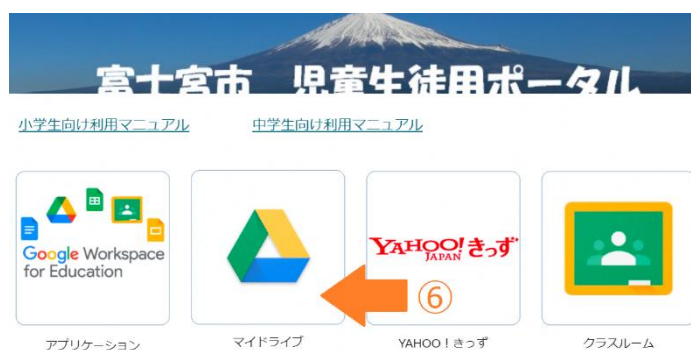 富士宮市 児童生徒用ポータル
小学生向け利用マニュアル 中学生向け利用マニュアル
Google Workspace
for Education
YAHOO! きっず
JAPAN
⑥
アプリケーション マイドライブ YAHOO！きっず クラスルーム